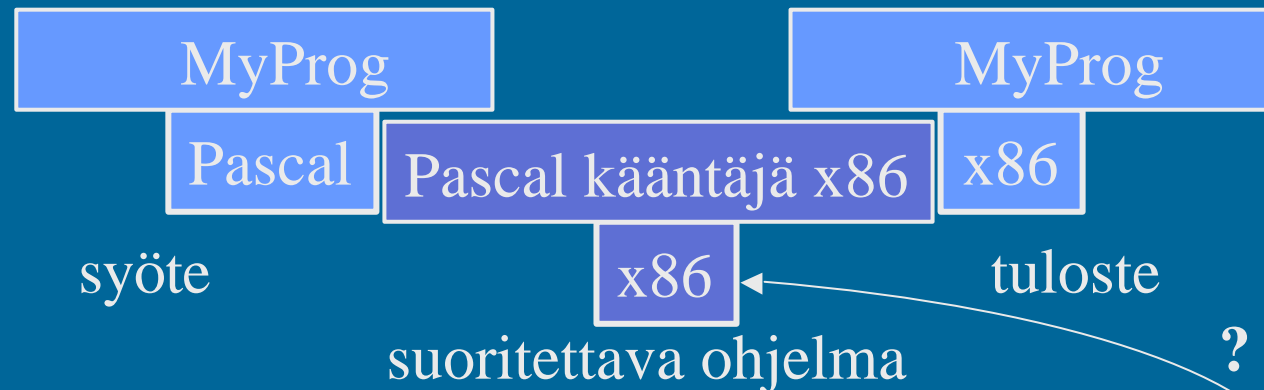 MyProg
MyProg
Pascal
Pascal kääntäjä x86
x86
syöte
x86
tuloste
suoritettava ohjelma
?